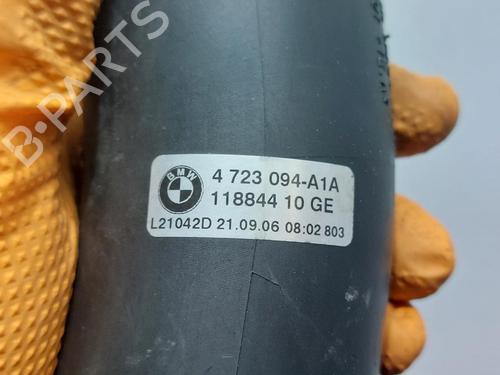 B-PARTS
BMW
4 723 094-A1A
118844 10 GE
L21042D 21.09.06 08:02 803